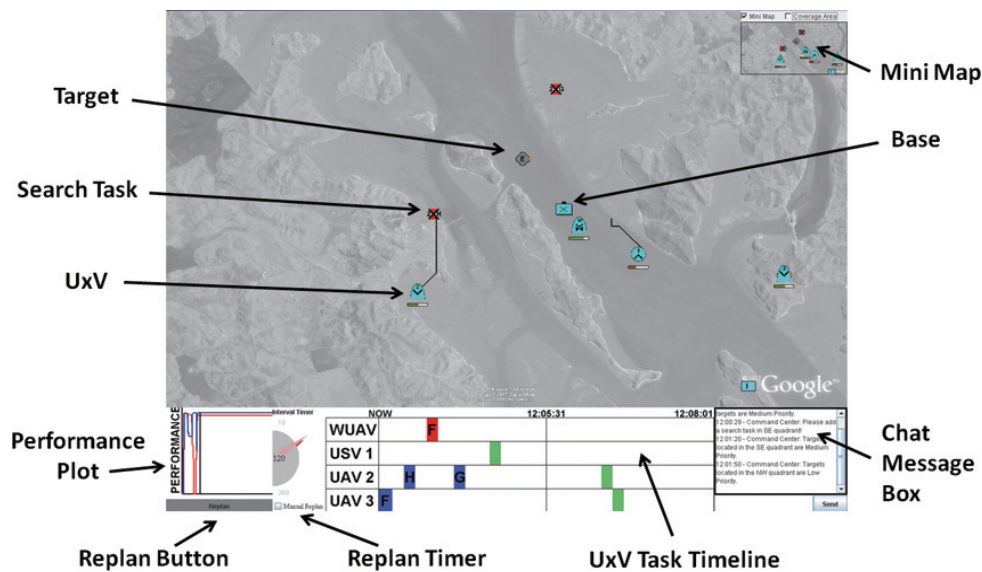 Mini Map
Coverage Area
Mini Map
Target
Base
Search Task
UxV
Google
PERFORMANCE
Interval Timer
10
120
360
Replan
Manual Replan
NOW
12:05:31
12:08:01
WUAV
F
USV 1
UAV 2
H
G
UAV 3
F
targets are Medium Priority.
12:08:29 - Command Center: Please add
a search task in SE quadrant!
12:01:20 - Command Center: Targets
located in the SE quadrant are Medium
Priority.
12:01:50 - Command Center: Targets
located in the NW quadrant are Low
Priority.
Send
Performance
Plot
Chat
Message
Box
Replan Button
Replan Timer
UxV Task Timeline